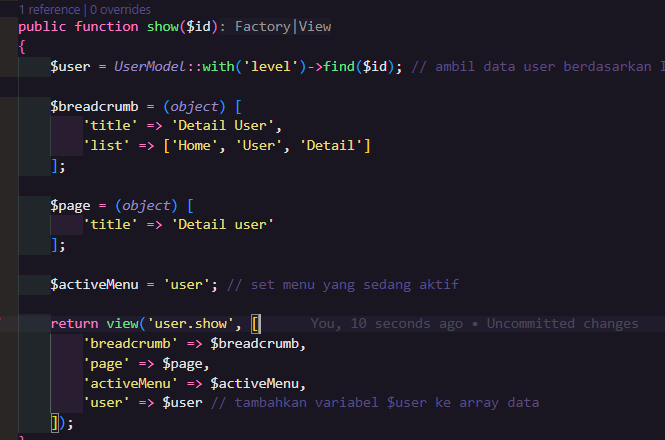 1 reference | 0 overrides
public function show($id): Factory|View
{
    $user = UserModel::with('level')->find($id); // ambil data user berdasarkan
    $breadcrumb = (object) [
        'title' => 'Detail User',
        'list' => ['Home', 'User', 'Detail']
    ];
    $page = (object) [
        'title' => 'Detail user'
    ];
    $activeMenu = 'user'; // set menu yang sedang aktif
    return view('user.show', [ You, 10 seconds ago • Uncommitted changes
        'breadcrumb' => $breadcrumb,
        'page' => $page,
        'activeMenu' => $activeMenu,
        'user' => $user // tambahkan variabel $user ke array data
    ]);